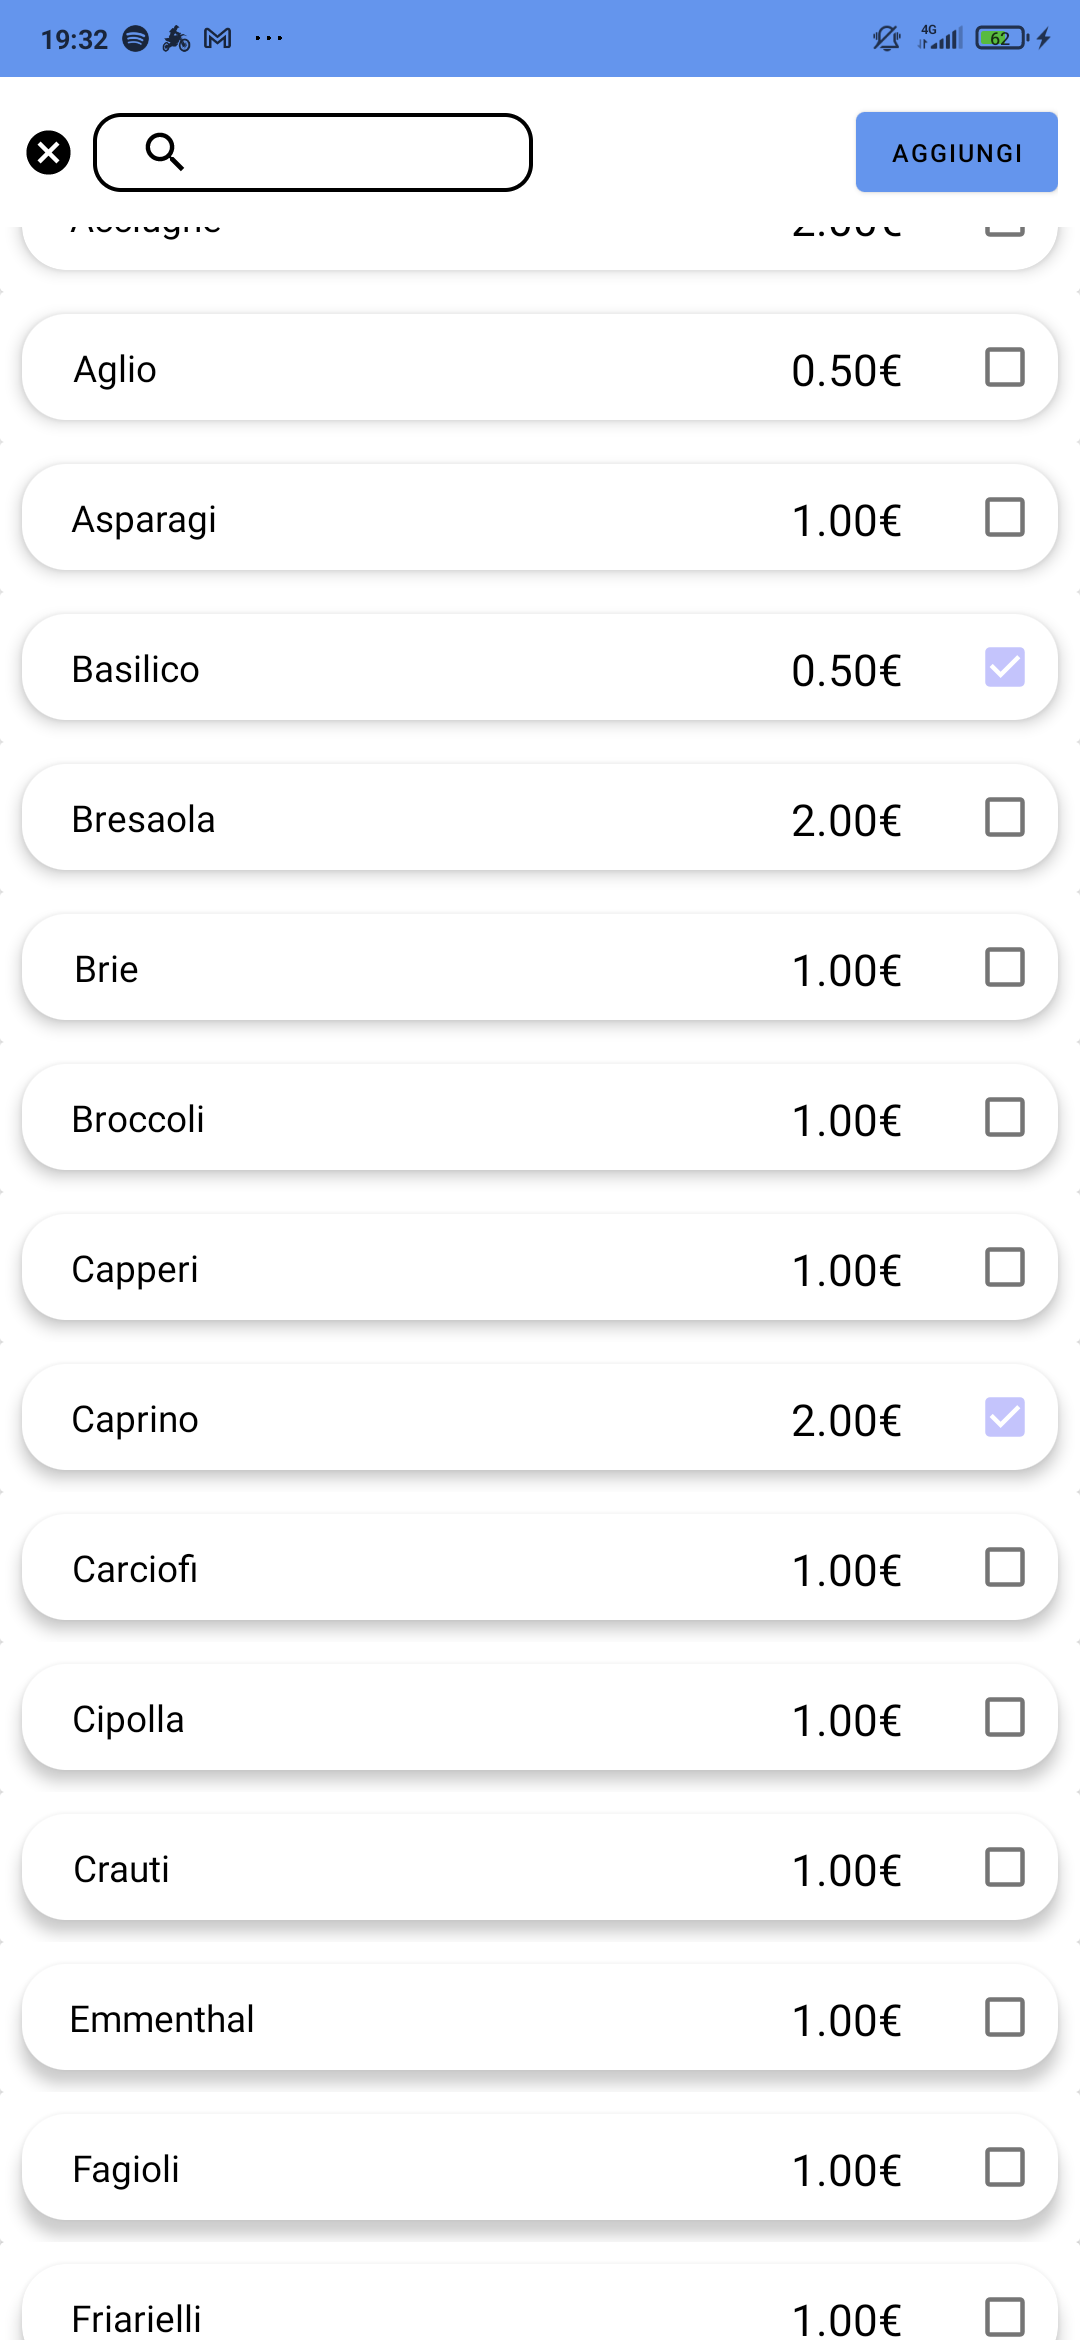 19:32 ... 4G 62
AGGIUNGI
Aglio 0.50€
Asparagi 1.00€
Basilico 0.50€
Bresaola 2.00€
Brie 1.00€
Broccoli 1.00€
Capperi 1.00€
Caprino 2.00€
Carciofi 1.00€
Cipolla 1.00€
Crauti 1.00€
Emmenthal 1.00€
Fagioli 1.00€
Friarielli 1.00€